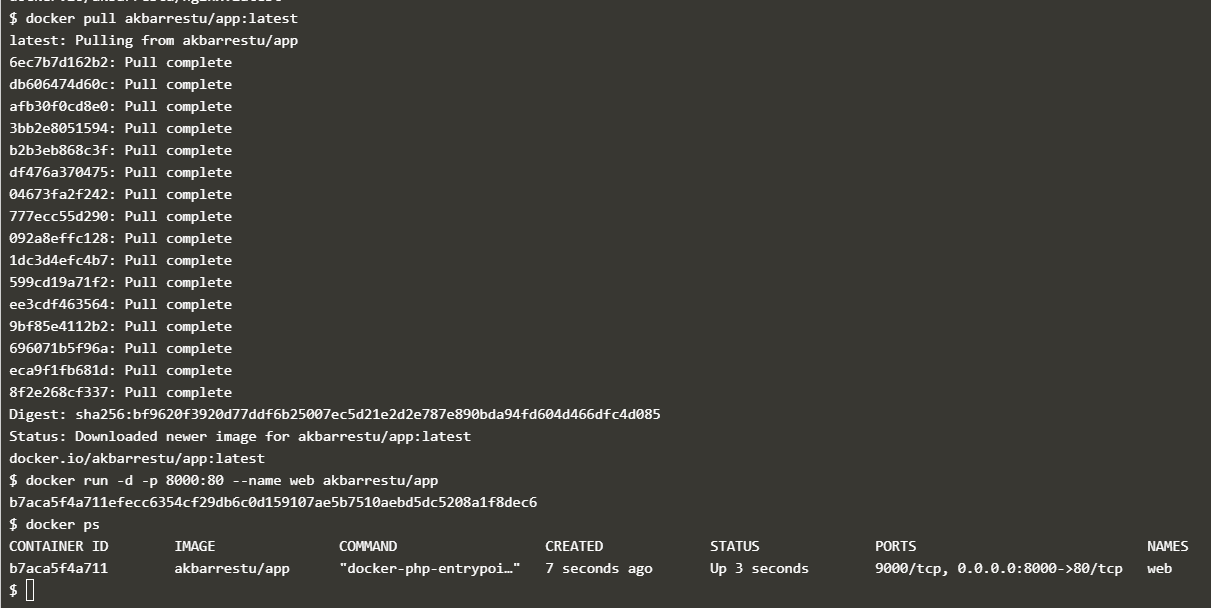 $ docker pull akbarrestu/app:latest
latest: Pulling from akbarrestu/app
6ec7b7d162b2: Pull complete
db606474d60c: Pull complete
afb30f0cd8e0: Pull complete
3bb2e8051594: Pull complete
b2b3eb868c3f: Pull complete
df476a370475: Pull complete
04673fa2f242: Pull complete
777ecc55d290: Pull complete
092a8effc128: Pull complete
1dc3d4efc4b7: Pull complete
599cd19a71f2: Pull complete
ee3cdf463564: Pull complete
9bf85e4112b2: Pull complete
696071b5f96a: Pull complete
eca9f1fb681d: Pull complete
8f2e268cf337: Pull complete
Digest: sha256:bf9620f3920d77ddf6b25007ec5d21e2d2e787e890bda94fd604d466dfc4d085
Status: Downloaded newer image for akbarrestu/app:latest
docker.io/akbarrestu/app:latest
$ docker run -d -p 8000:80 --name web akbarrestu/app
b7aca5f4a711efecc6354cf29db6c0d159107ae5b7510aebd5dc5208a1f8dec6
$ docker ps
CONTAINER ID IMAGE COMMAND CREATED STATUS PORTS NAMES
b7aca5f4a711 akbarrestu/app "docker-php-entrypoi…" 7 seconds ago Up 3 seconds 9000/tcp, 0.0.0.0:8000->80/tcp web
$